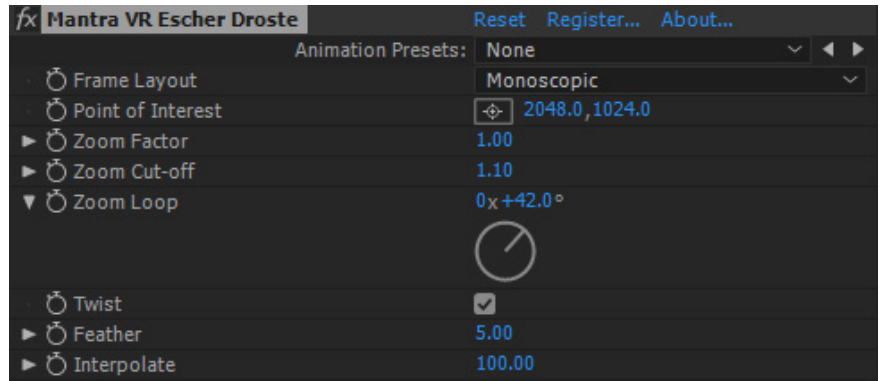 fx Mantra VR Escher Droste Reset Register... About...
Animation Presets: None
Frame Layout Monoscopic
Point of Interest 2048.0,1024.0
Zoom Factor 1.00
Zoom Cut-off 1.10
Zoom Loop 0x+42.0°
Twist
Feather 5.00
Interpolate 100.00